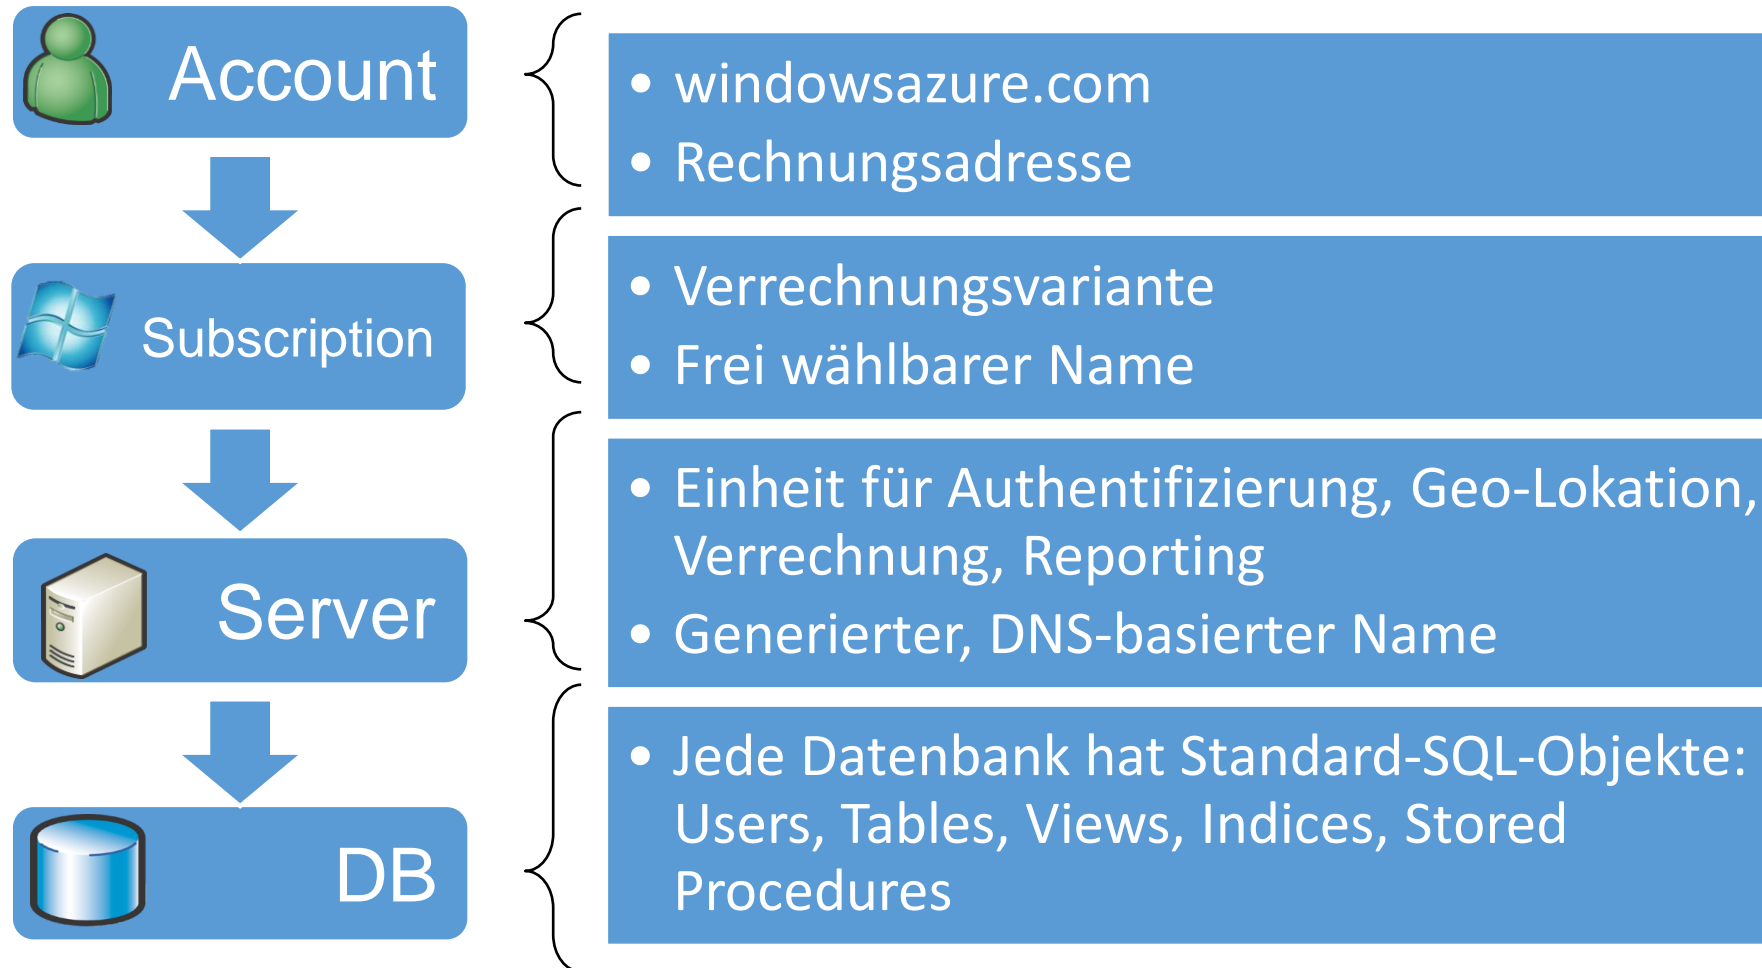 Account
• windowsazure.com
• Rechnungsadresse
Subscription
• Verrechnungsvariante
• Frei wählbarer Name
Server
• Einheit für Authentifizierung, Geo-Lokation,
Verrechnung, Reporting
• Generierter, DNS-basierter Name
DB
• Jede Datenbank hat Standard-SQL-Objekte:
Users, Tables, Views, Indices, Stored
Procedures